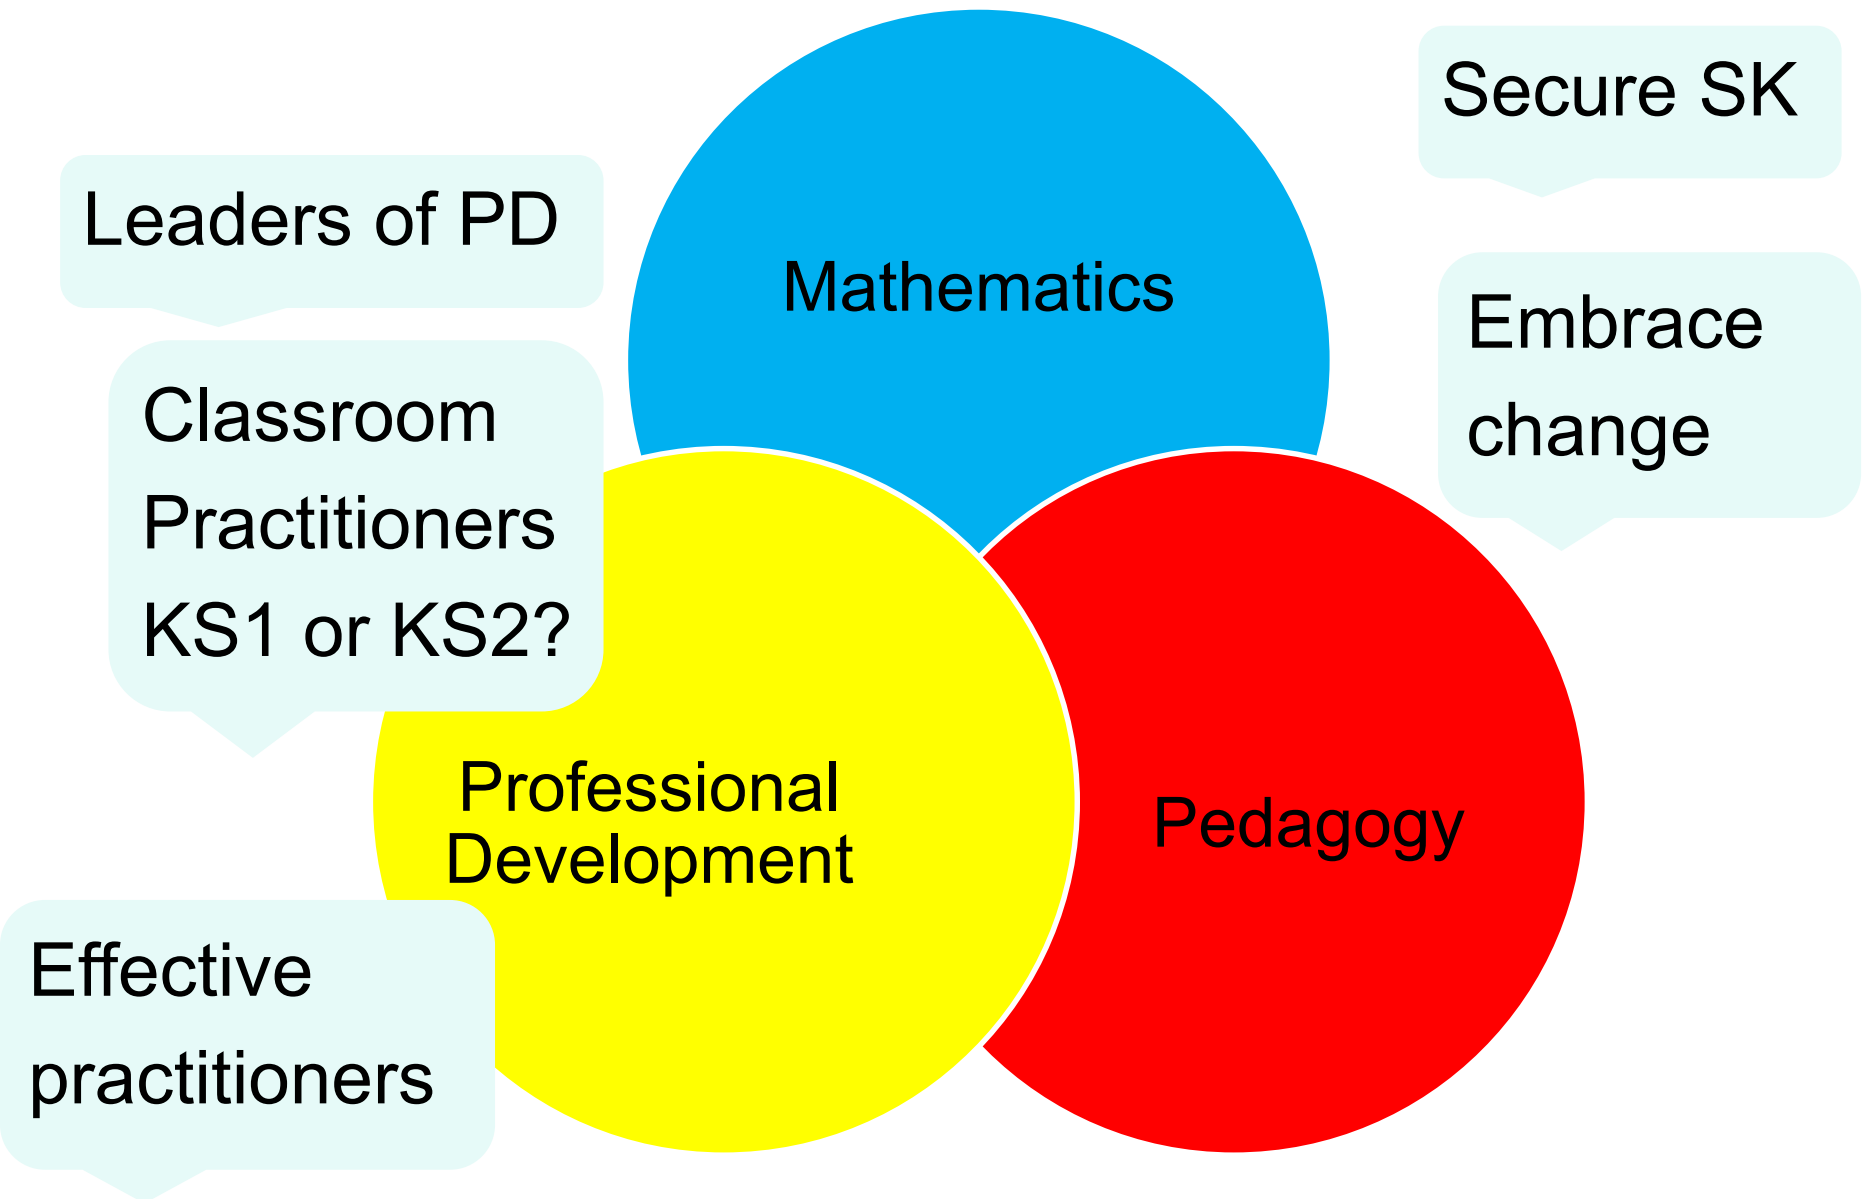 Secure SK
Leaders of PD
Mathematics
Embrace
change
Classroom
Practitioners
KS1 or KS2?
Professional
Development
Pedagogy
Effective
practitioners